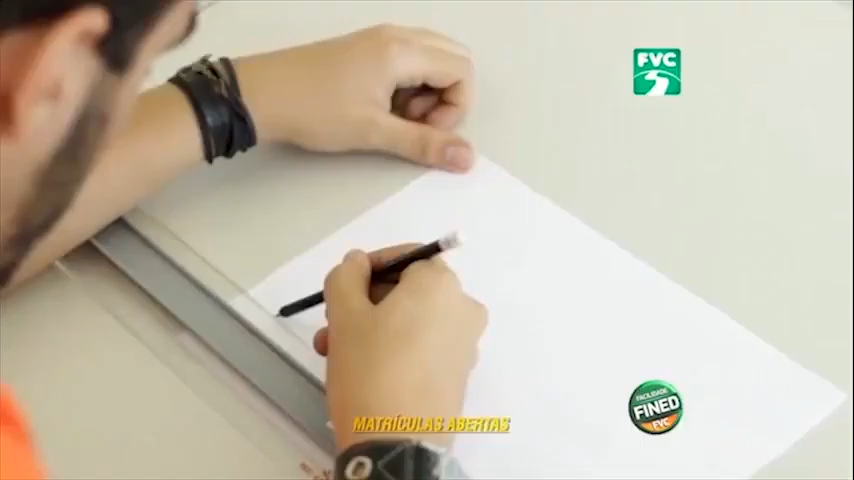 FVC
MATRÍCULAS ABERTAS
FACILIDADE
FINED
FVC